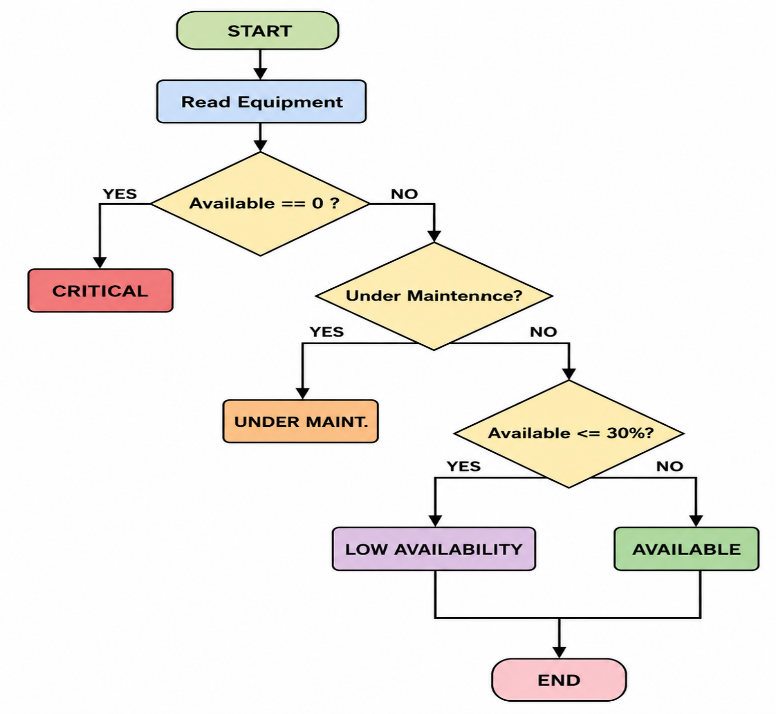 START
Read Equipment
Available == 0 ?
YES
NO
CRITICAL
Under Maintennce?
YES
NO
UNDER MAINT.
Available <= 30%?
YES
NO
LOW AVAILABILITY
AVAILABLE
END